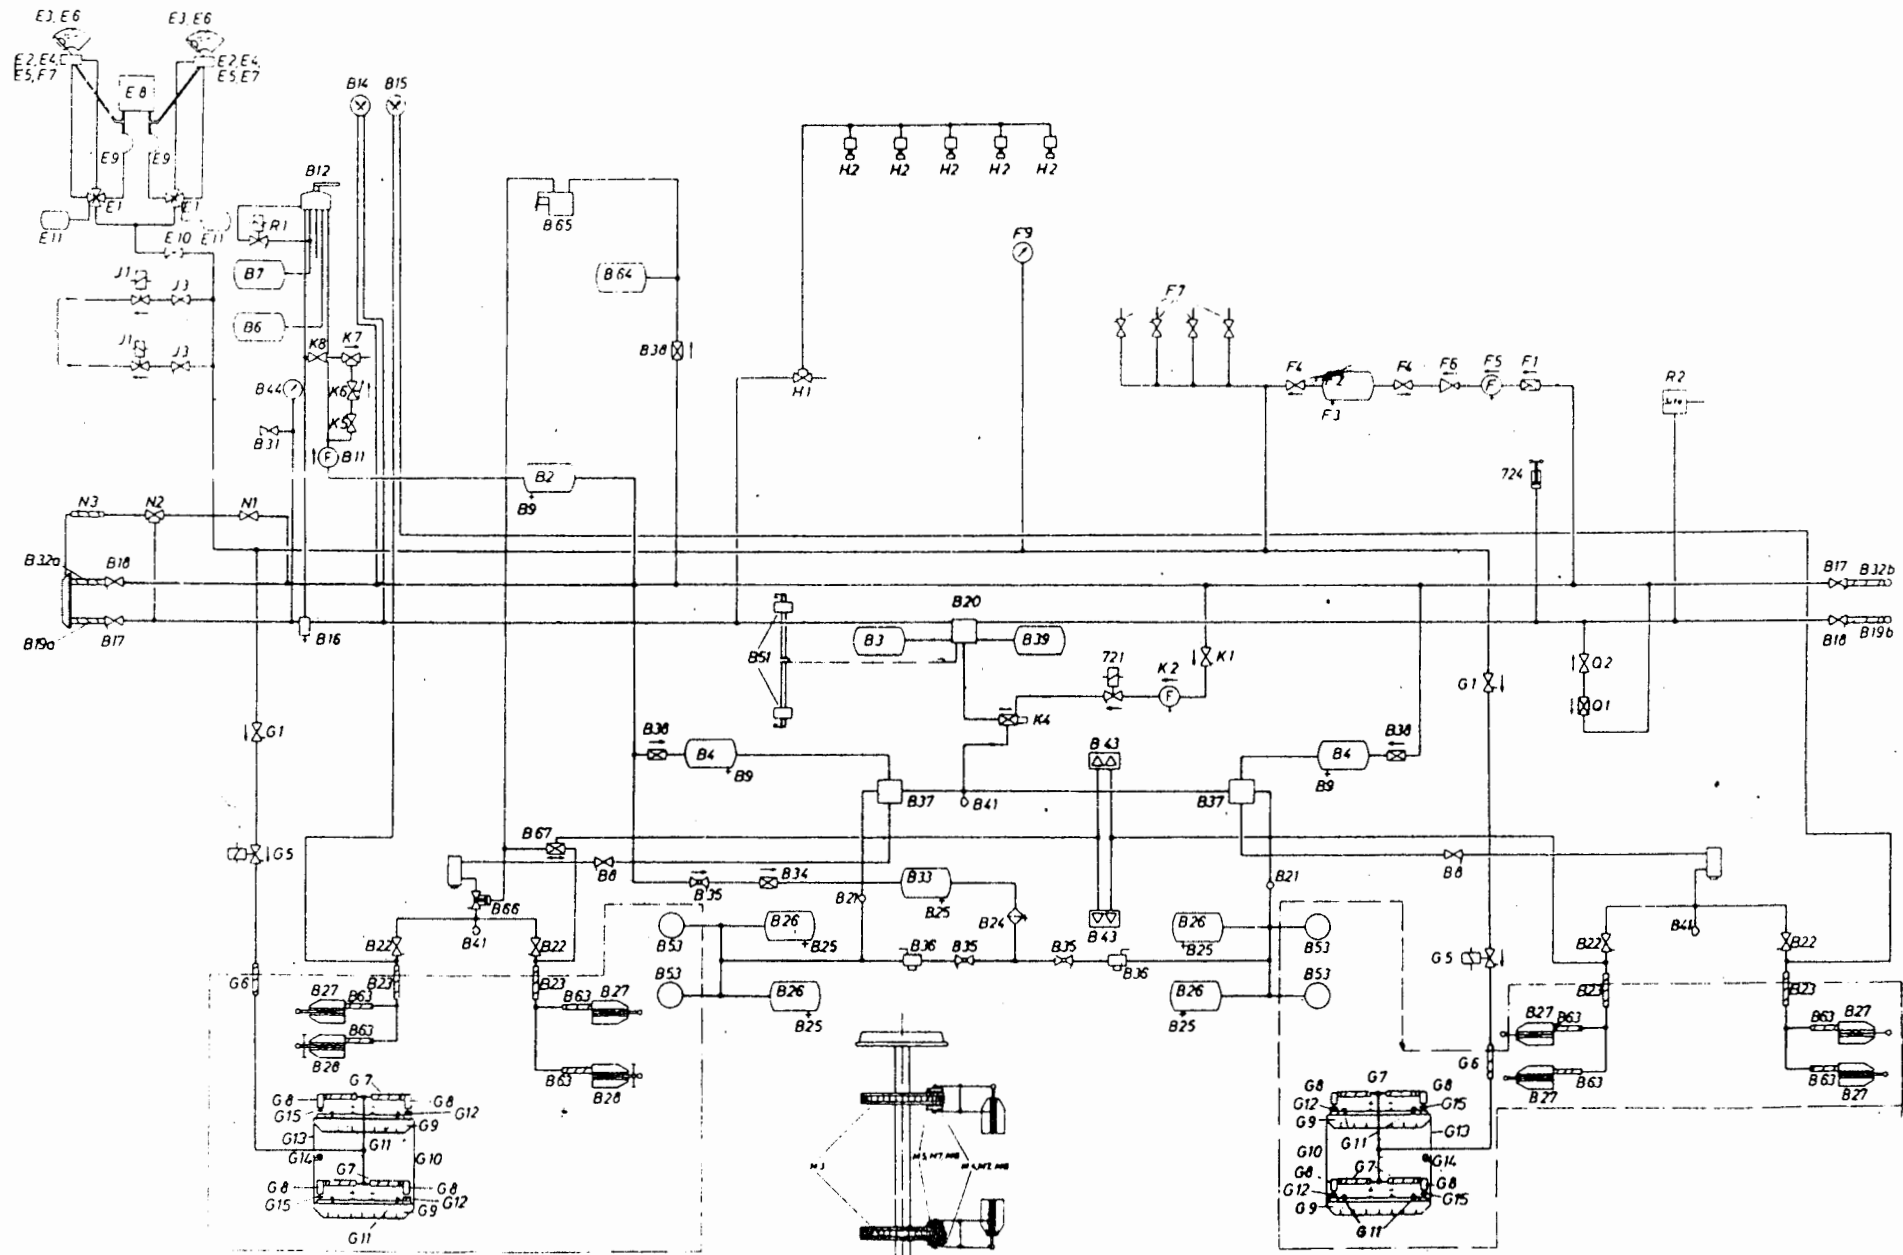 E3, E6 E3, E6
E2, E4, E2, E4,
E5, F7 E5, E7
E8
B14 B15
E9 E9
B12
H2 H2 H2 H2 H2
E1 E1
B65
E11 E10 E11 R1
F9
B7 B64
J1 J3
F7
B6
K8 K7
J1 J3 B38
F4 F4 F6 F5 F1
B44 K6 H1 F2 R2
F3
K5
B31 F B11
B2 724
N3 N2 N1 B9
B32a B18 B17 B32b
B20
B19a B17 B16 B3 B39 B18 B19b
B51 721 K2 K1 Q2
F G1
K4 Q1
G1 B38 B43 B38
B4 B4
B9 B9
B37 B41 B37
B67
G5 B8 B33 B8
B35 B34 B21 B21
B66 B25 B24
B41 B26 B26 B41
B22 B22 B53 B25 B36 B35 B35 B43 B25 B53 B22 B22
B36 G5
G6 B23 B23 B53
B27 B63 B63 B27 B26 B26 B23 B23
B25 B25 B27 B63 B63 B27
B63
B28 B63 B28 G6 B27 B63 B63 B27
G7 G7
G8 G8 G8 G8
G15 G12 G12 G15
G9 G9
G13 G11 G11 G13
G14 G10 G10 G14
G7 G7
G8 G8 G8 G8
G15 G12 G12 G15
G9 G9
G11 G11